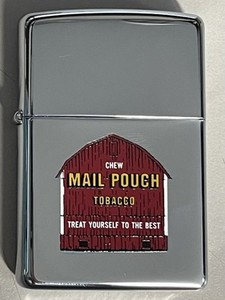 CHEW
MAIL POUCH
TOBACCO
TREAT YOURSELF TO THE BEST